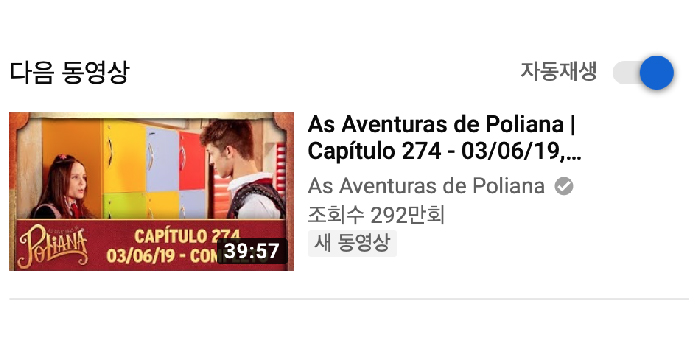 다음 동영상
자동재생
As Aventuras de Poliana |
Capítulo 274 - 03/06/19,...
As Aventuras de Poliana
조회수 292만회
새 동영상
POLIANA
CAPÍTULO 274
03/06/19 - CON
39:57